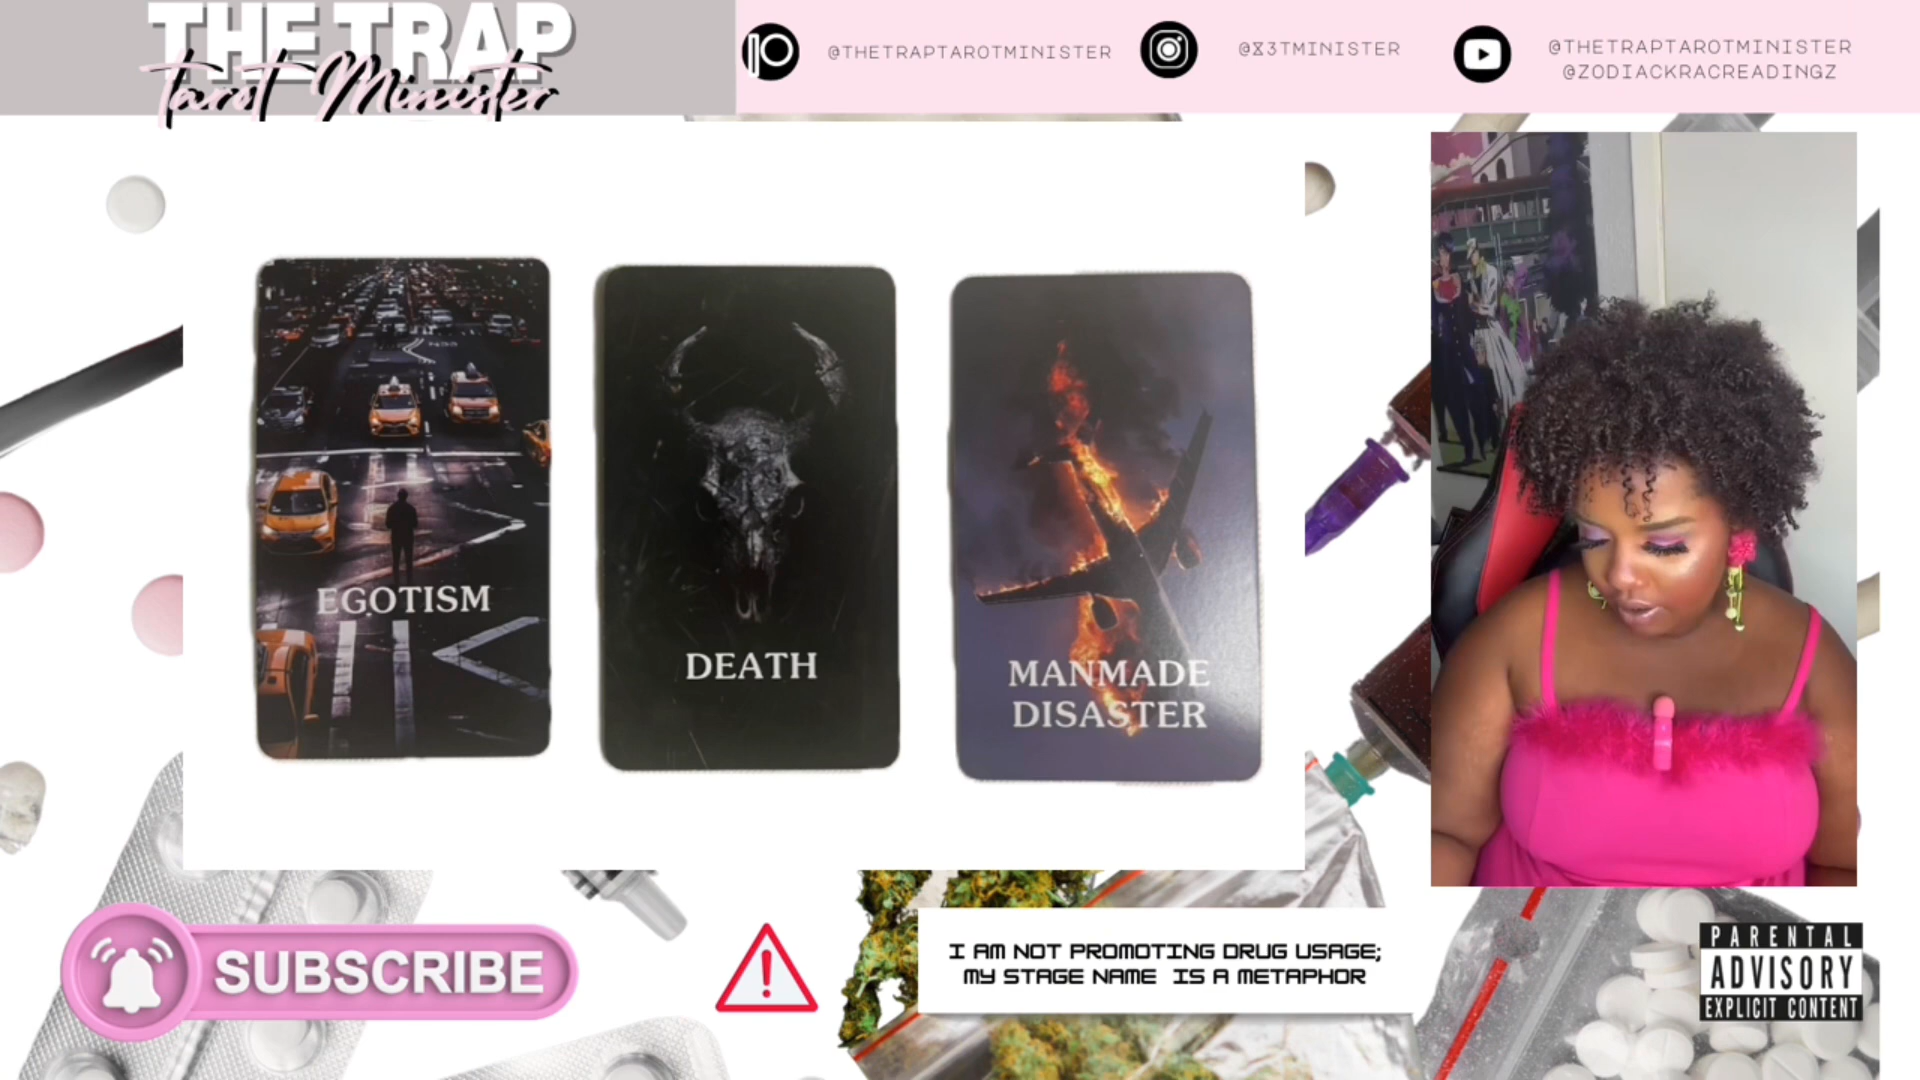 THE TRAP
Tarot Minister
@THETRAPTAROTMINISTER
@83TMINISTER
@THETRAPTAROTMINISTER
@ZODIACKRACREADINGZ
EGOTISM
DEATH
MANMADE
DISASTER
SUBSCRIBE
!
I AM NOT PROMOTING DRUG USAGE;
MY STAGE NAME IS A METAPHOR
PARENTAL
ADVISORY
EXPLICIT CONTENT